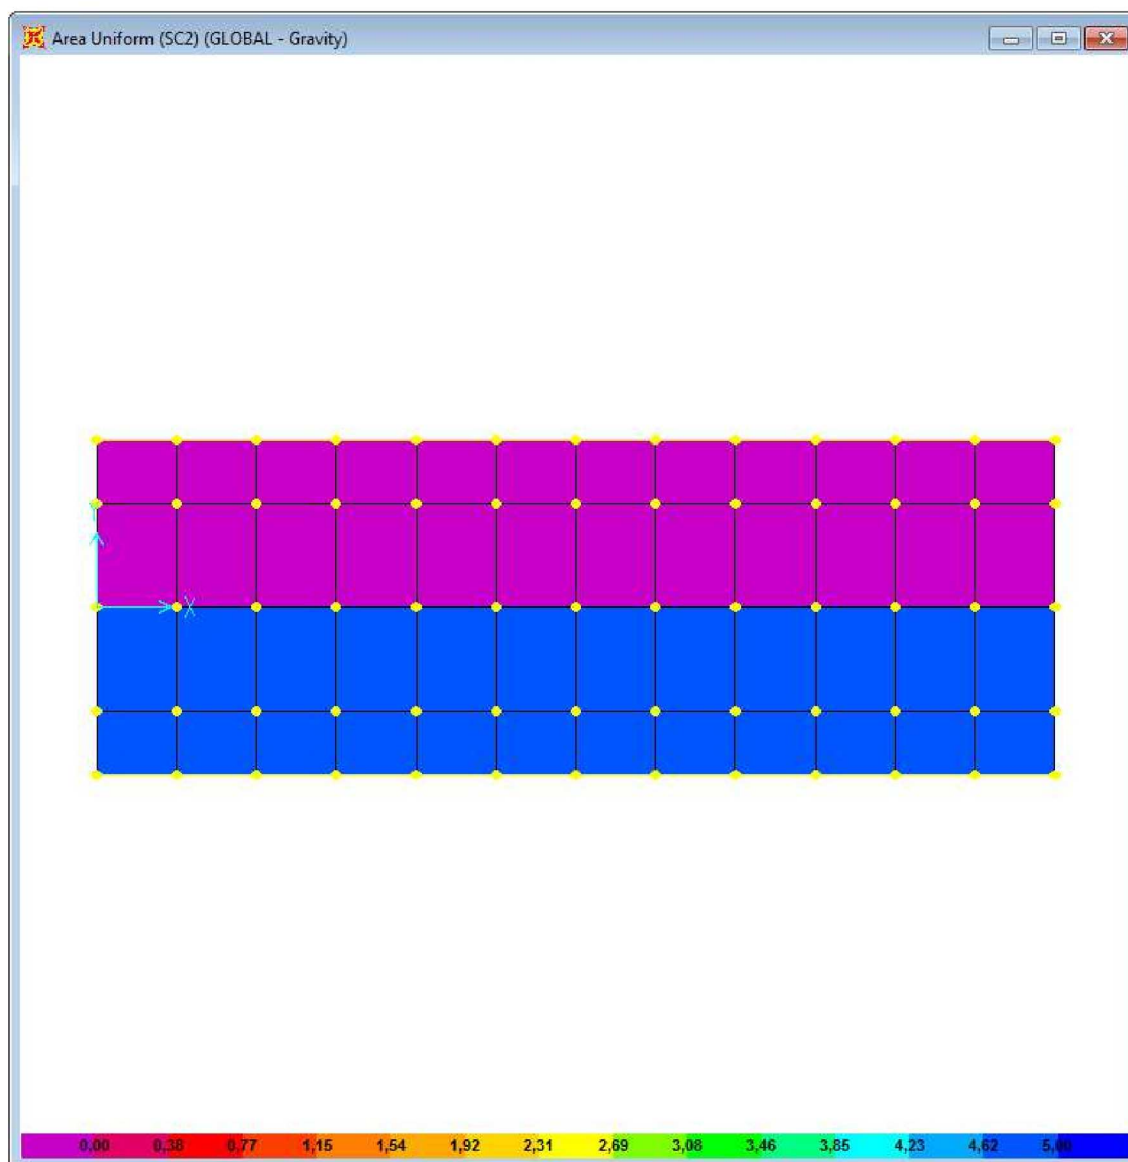 Area Uniform (SC2) (GLOBAL - Gravity)
X
0,00 0,38 0,77 1,15 1,54 1,92 2,31 2,69 3,08 3,46 3,85 4,23 4,62 5,00